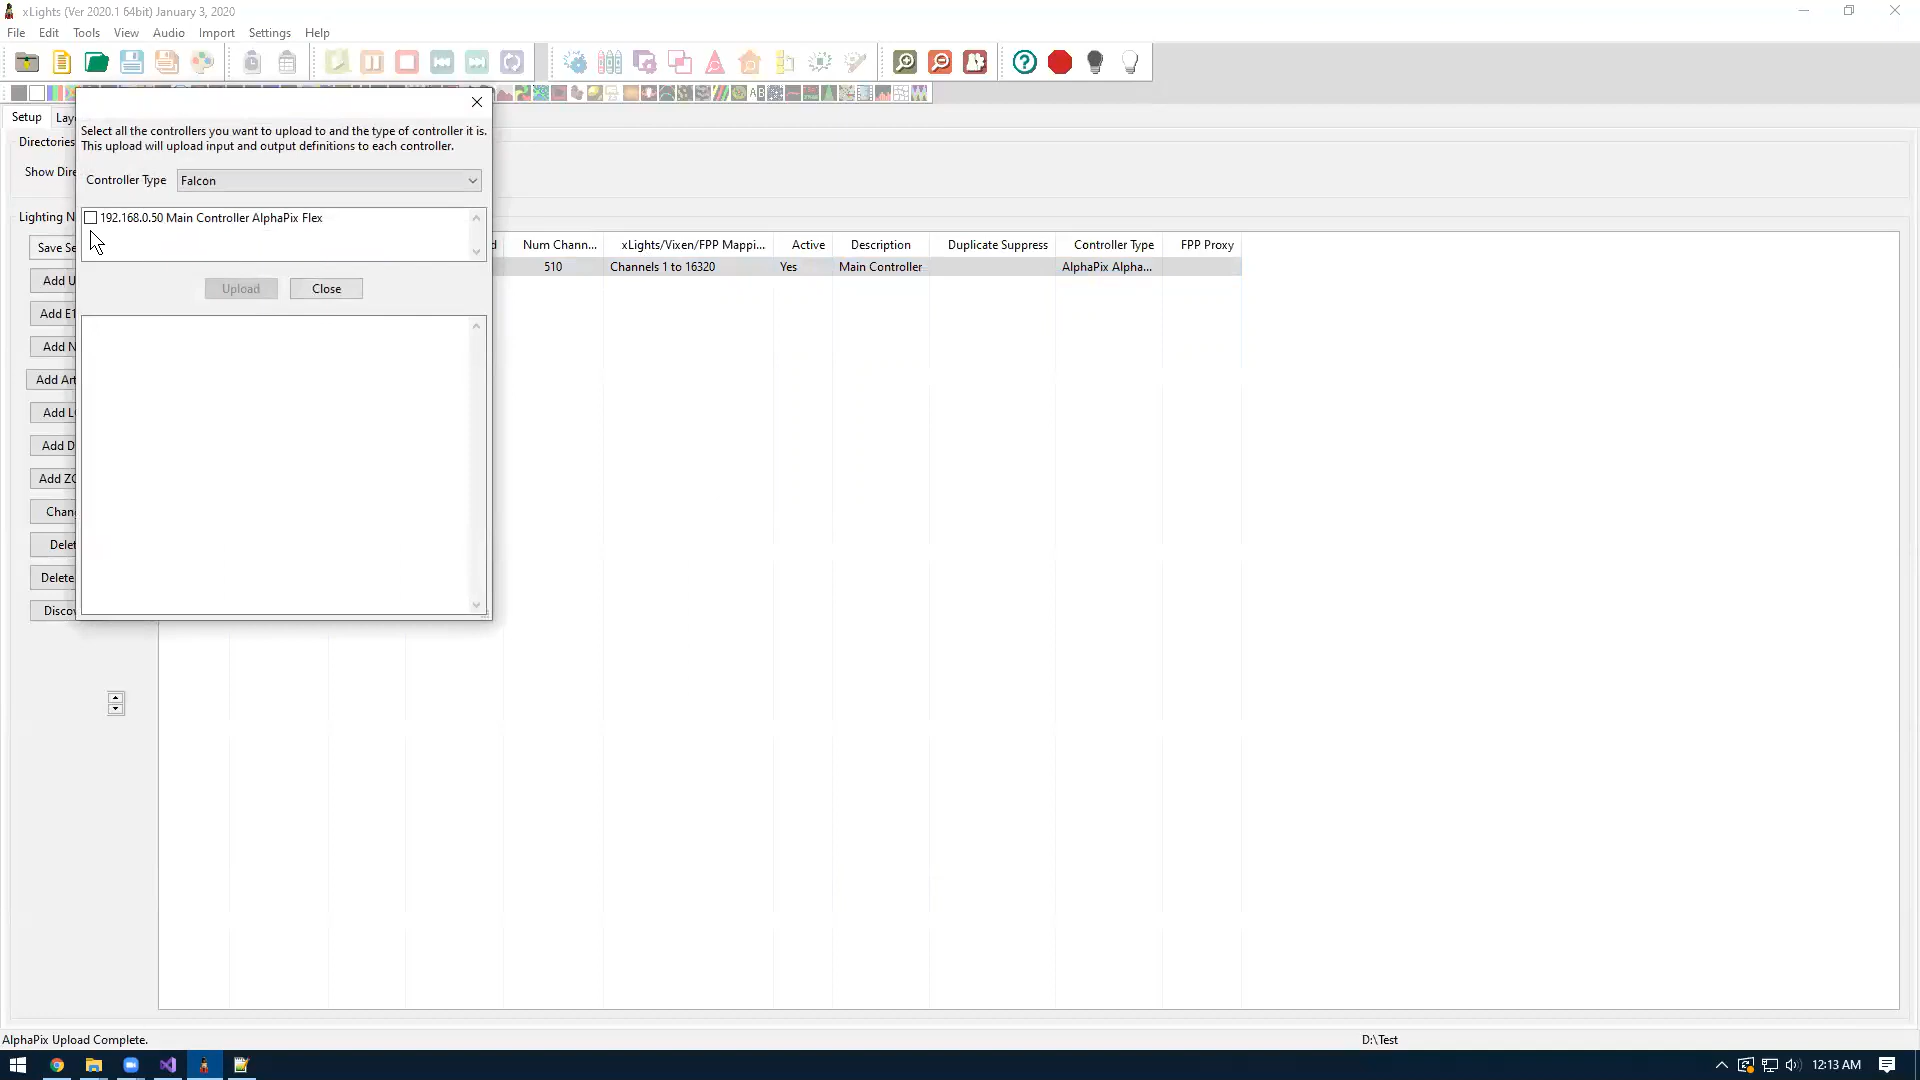 xLights (Ver 2020.1 64bit) January 3, 2020
File Edit Tools View Audio Import Settings Help
Setup
Directories
Select all the controllers you want to upload to and the type of controller it is.
This upload will upload input and output definitions to each controller.
Show Dire
Controller Type Falcon
Lighting N
192.168.0.50 Main Controller AlphaPix Flex
Save Se
Num Chann... xLights/Vixen/FPP Mappi... Active Description Duplicate Suppress Controller Type FPP Proxy
510 Channels 1 to 16320 Yes Main Controller AlphaPix Alpha...
Add U
Upload Close
Add E1
Add N
Add Art
Add L
Add D
Add ZC
Chang
Delet
Delete
Discov
AlphaPix Upload Complete. D:\Test
12:13 AM